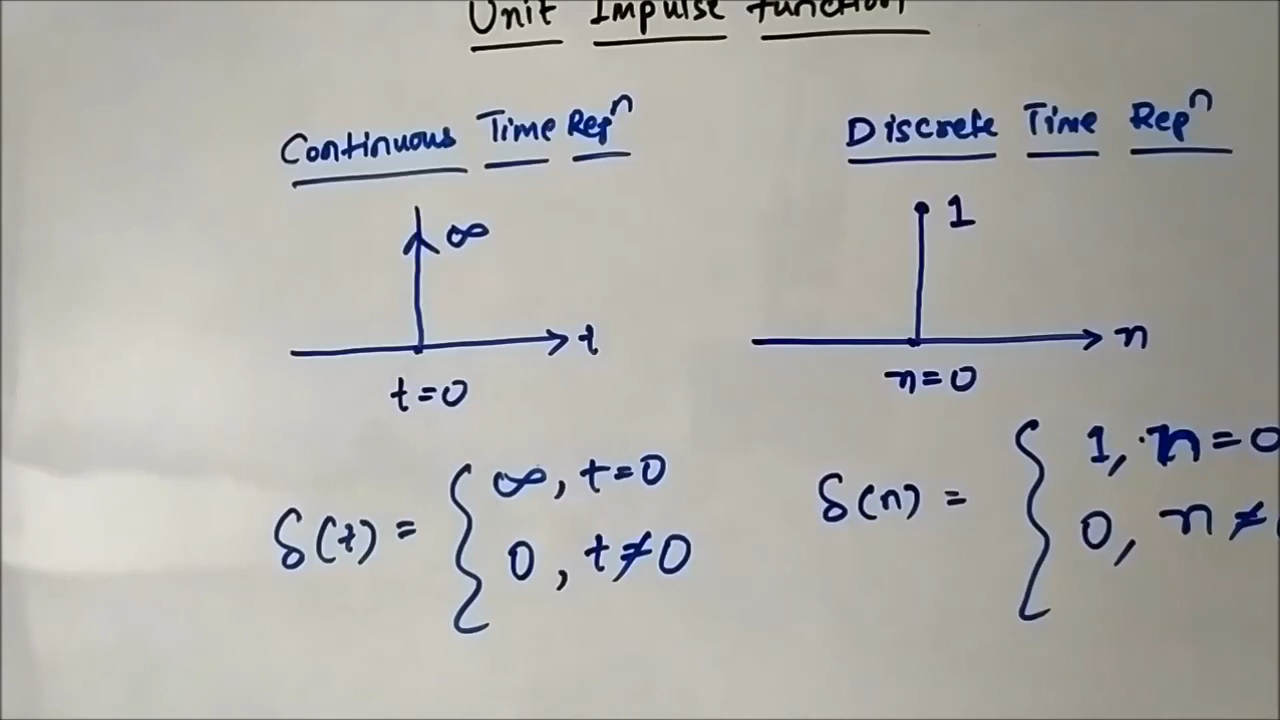 Unit Impulse function
Continuous Time Repⁿ
∞
t
t=0
δ(t) = { ∞, t=0
0, t≠0
Discrete Time Repⁿ
1
n
n=0
δ(n) = { 1, n=0
0, n≠